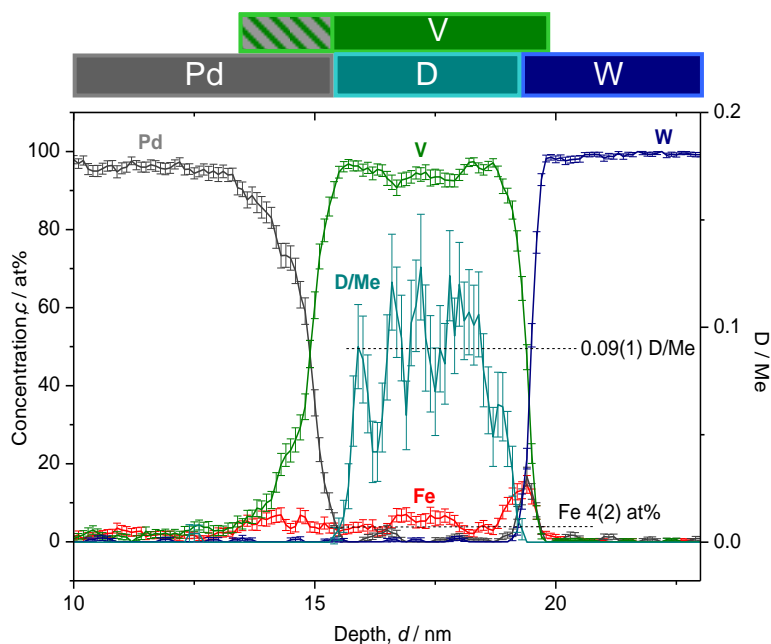 V
Pd D W
Pd
V
W
D/Me
0.09(1) D/Me
Fe
Fe 4(2) at%
100
80
60
40
20
0
0.2
0.1
0.0
10 15 20
Concentration, c / at%
D / Me
Depth, d / nm